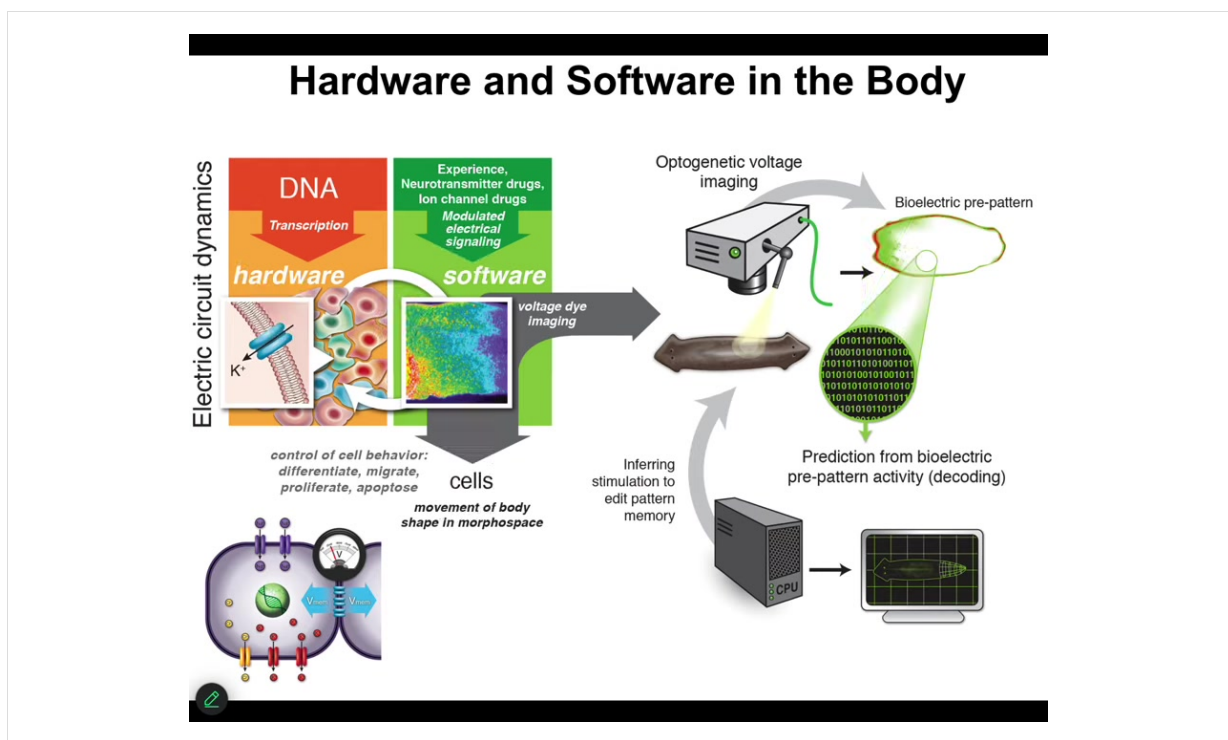 Hardware and Software in the Body
Electric circuit dynamics
DNA
Transcription
hardware
K+
Experience,
Neurotransmitter drugs,
Ion channel drugs
Modulated
electrical
signaling
software
voltage dye
imaging
control of cell behavior:
differentiate, migrate,
proliferate, apoptose
cells
movement of body
shape in morphospace
V
Vmem
Vmem
Optogenetic voltage
imaging
Bioelectric pre-pattern
Prediction from bioelectric
pre-pattern activity (decoding)
Inferring
stimulation to
edit pattern
memory
CPU